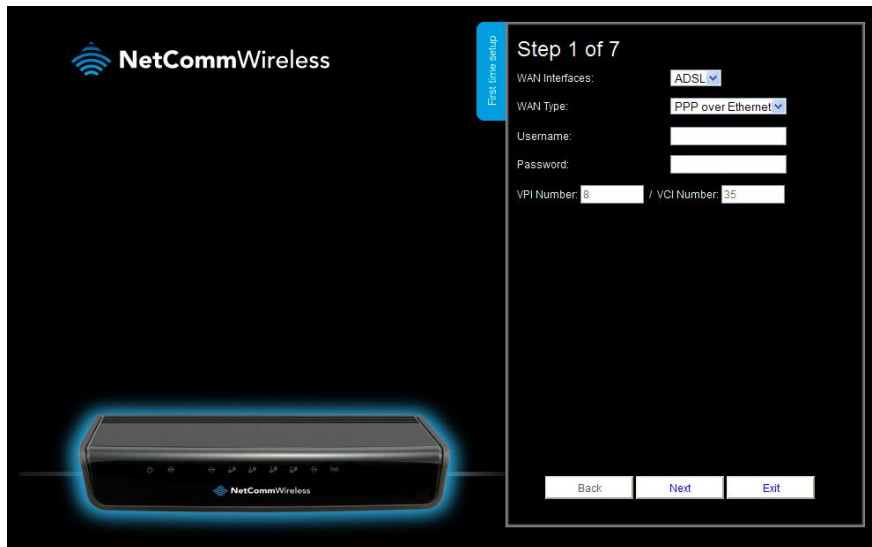 NetCommWireless
First time setup
Step 1 of 7
WAN Interfaces: ADSL
WAN Type: PPP over Ethernet
Username:
Password:
VPI Number: 8 / VCI Number: 35
Back Next Exit
NetCommWireless